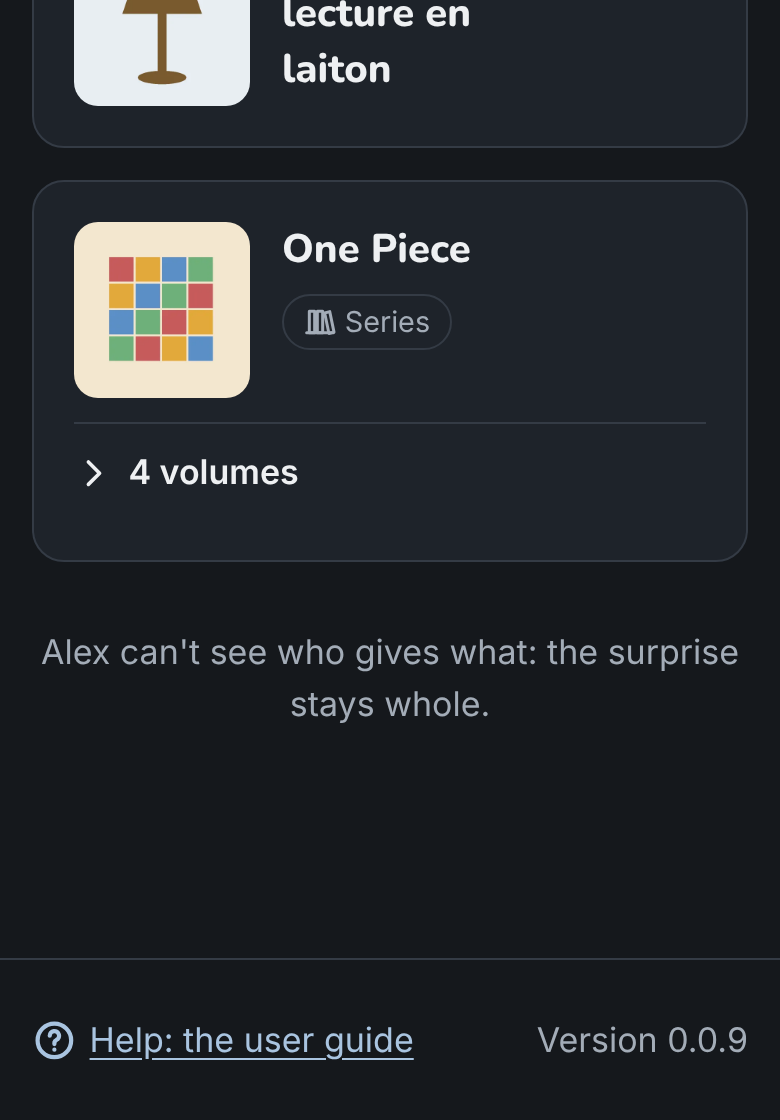 lecture en
laiton
One Piece
Series
4 volumes
Alex can't see who gives what: the surprise
stays whole.
Help: the user guide
Version 0.0.9